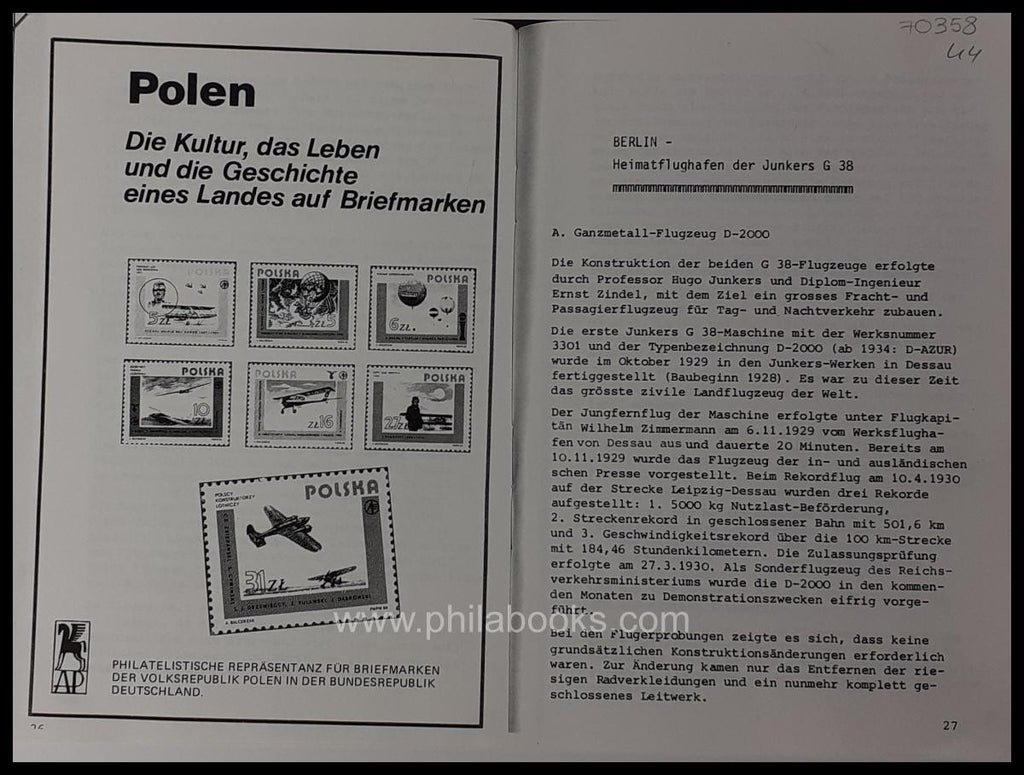 70358
44
Polen
Die Kultur, das Leben
und die Geschichte
eines Landes auf Briefmarken
POLSKA
5zł
POLSKA
zł5
POLSKA
6zł.
POLSKA
10
zł
POLSKA
zł16
POLSKA
27zł
POLSCY
KONSTRUKTORZY
LOTNICZY
POLSKA
31zł
PHILATELISTISCHE REPRÄSENTANZ FÜR BRIEFMARKEN
DER VOLKSREPUBLIK POLEN IN DER BUNDESREPUBLIK
DEUTSCHLAND.
AP
BERLIN -
Heimatflughafen der Junkers G 38
A. Ganzmetall-Flugzeug D-2000
Die Konstruktion der beiden G 38-Flugzeuge erfolgte
durch Professor Hugo Junkers und Diplom-Ingenieur
Ernst Zindel, mit dem Ziel ein grosses Fracht- und
Passagierflugzeug für Tag- und Nachtverkehr zubauen.
Die erste Junkers G 38-Maschine mit der Werksnummer
3301 und der Typenbezeichnung D-2000 (ab 1934: D-AZUR)
wurde im Oktober 1929 in den Junkers-Werken in Dessau
fertiggestellt (Baubeginn 1928). Es war zu dieser Zeit
das grösste zivile Landflugzeug der Welt.
Der Jungfernflug der Maschine erfolgte unter Flugkapi-
tän Wilhelm Zimmermann am 6.11.1929 vom Werksflugha-
fen von Dessau aus und dauerte 20 Minuten. Bereits am
10.11.1929 wurde das Flugzeug der in- und ausländischen
schen Presse vorgestellt. Beim Rekordflug am 10.4.1930
auf der Strecke Leipzig-Dessau wurden drei Rekorde
aufgestellt: 1. 5000 kg Nutzlast-Beförderung,
2. Streckenrekord in geschlossener Bahn mit 501,6 km
und 3. Geschwindigkeitsrekord über die 100 km-Strecke
mit 184,46 Stundenkilometern. Die Zulassungsprüfung
erfolgte am 27.3.1930. Als Sonderflugzeug des Reichs-
verkehrsministeriums wurde die D-2000 in den kommen-
den Monaten zu Demonstrationszwecken eifrig vorge-
führt.
Bei den Flugerprobungen zeigte es sich, dass keine
grundsätzlichen Konstruktionsänderungen erforderlich
waren. Zur Änderung kamen nur das Entfernen der rie-
sigen Radverkleidungen und ein nunmehr komplett ge-
schlossenes Leitwerk.
27
www.philabooks.com